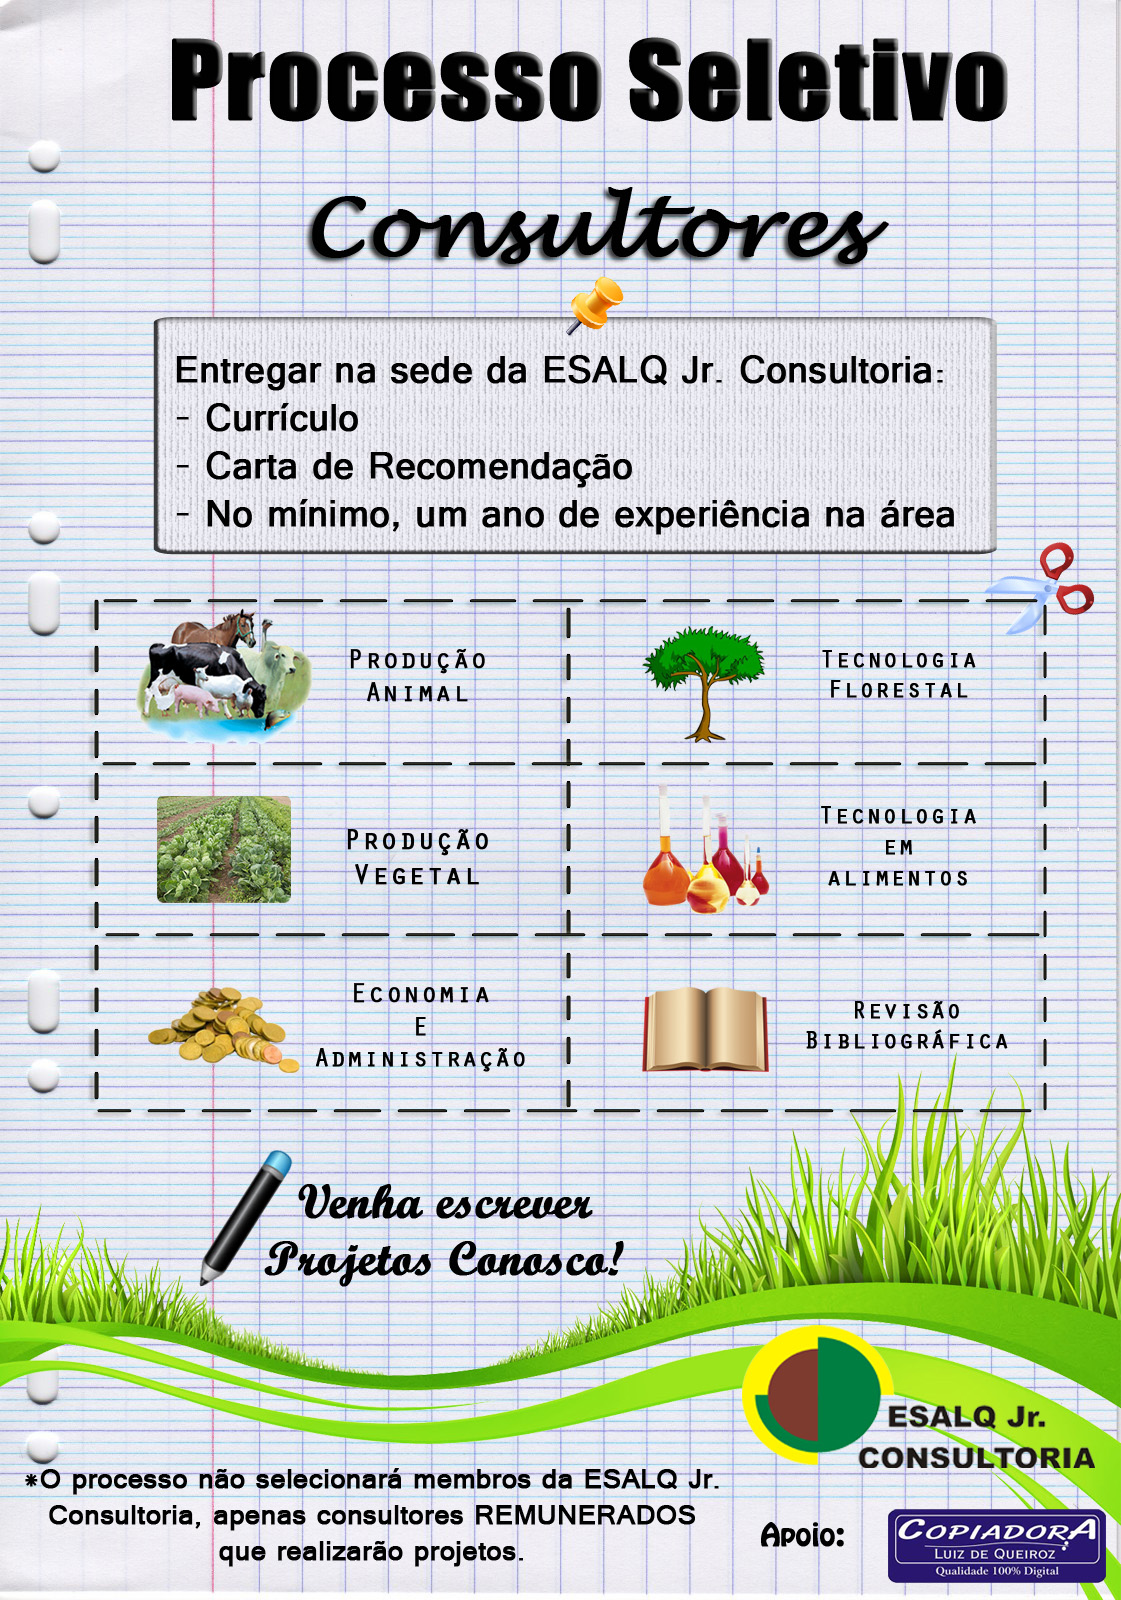 Processo Seletivo
Consultores
Entregar na sede da ESALQ Jr. Consultoria:
- Currículo
- Carta de Recomendação
- No mínimo, um ano de experiência na área
Produção
Animal
Tecnologia
Florestal
Produção
Vegetal
Tecnologia
em
alimentos
Economia
e
Administração
Revisão
Bibliográfica
Venha escrever
Projetos Conosco!
ESALQ Jr.
CONSULTORIA
*O processo não selecionará membros da ESALQ Jr.
Consultoria, apenas consultores REMUNERADOS
que realizarão projetos.
Apoio:
COPIADORA
LUIZ DE QUEIROZ
Qualidade 100% Digital